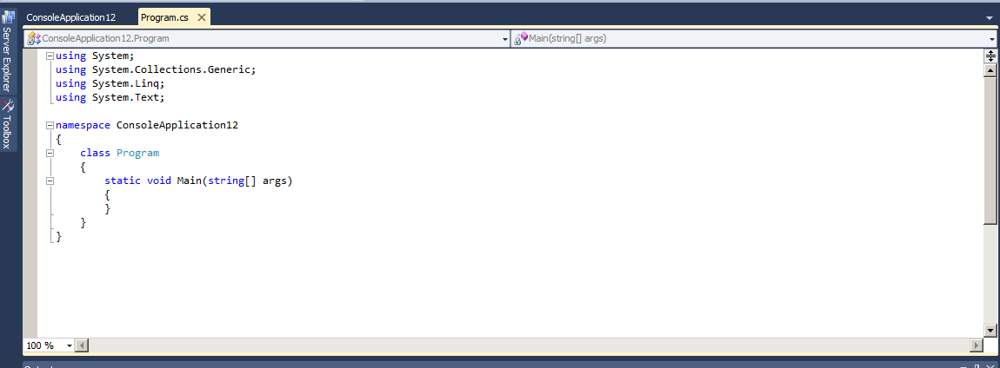 ConsoleApplication12
Program.cs
Server Explorer
Toolbox
ConsoleApplication12.Program
Main(string[] args)
using System;
using System.Collections.Generic;
using System.Linq;
using System.Text;
namespace ConsoleApplication12
{
class Program
{
static void Main(string[] args)
{
}
}
}
100 %